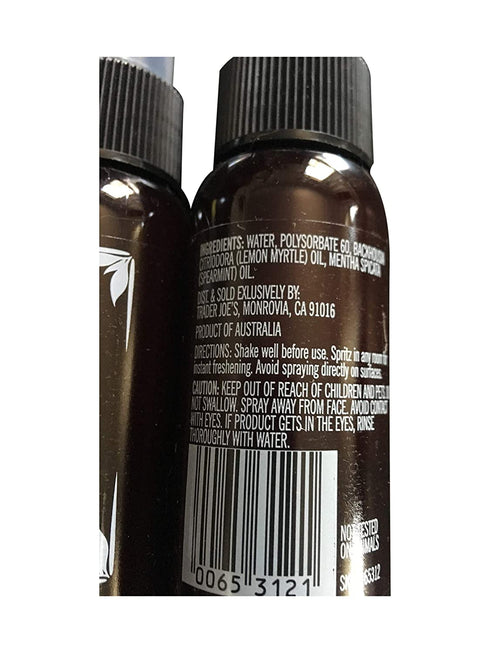 INGREDIENTS: WATER, POLYSORBATE 60, BACKHOUSIA
CITRIODORA (LEMON MYRTLE) OIL, MENTHA SPICATA
(SPEARMINT) OIL.
DIST. & SOLD EXLUSIVELY BY:
TRADER JOE'S, MONROVIA, CA 91016
PRODUCT OF AUSTRALIA
DIRECTIONS: Shake well before use. Spritz in any room for
instant freshening. Avoid spraying directly on surfaces.
CAUTION: KEEP OUT OF REACH OF CHILDREN AND PETS. DO
NOT SWALLOW. SPRAY AWAY FROM FACE. AVOID CONTACT
WITH EYES. IF PRODUCT GETS IN THE EYES, RINSE
THOROUGHLY WITH WATER.
0065 3121
NOT TESTED
ON ANIMALS
65312